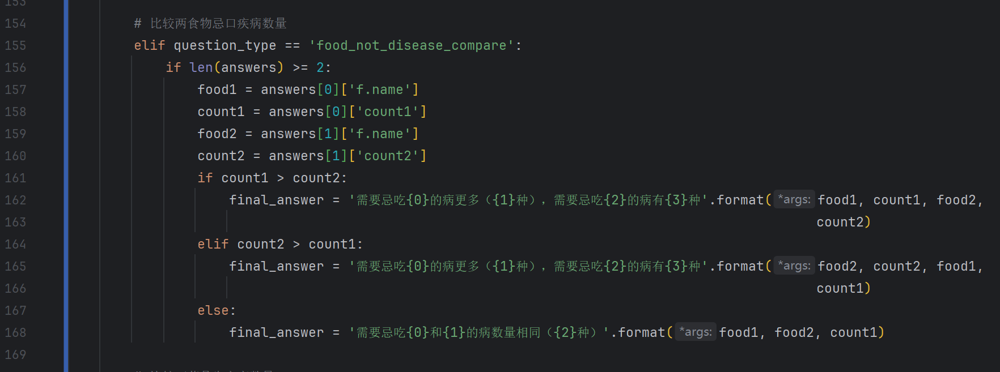 153
154 # 比较两食物忌口疾病数量
155 elif question_type == 'food_not_disease_compare':
156 if len(answers) >= 2:
157 food1 = answers[0]['f.name']
158 count1 = answers[0]['count1']
159 food2 = answers[1]['f.name']
160 count2 = answers[1]['count2']
161 if count1 > count2:
162 final_answer = '需要忌吃{0}的病更多（{1}种），需要忌吃{2}的病有{3}种'.format( *args: food1, count1, food2,
163 count2)
164 elif count2 > count1:
165 final_answer = '需要忌吃{0}的病更多（{1}种），需要忌吃{2}的病有{3}种'.format( *args: food2, count2, food1,
166 count1)
167 else:
168 final_answer = '需要忌吃{0}和{1}的病数量相同（{2}种）'.format( *args: food1, food2, count1)
169